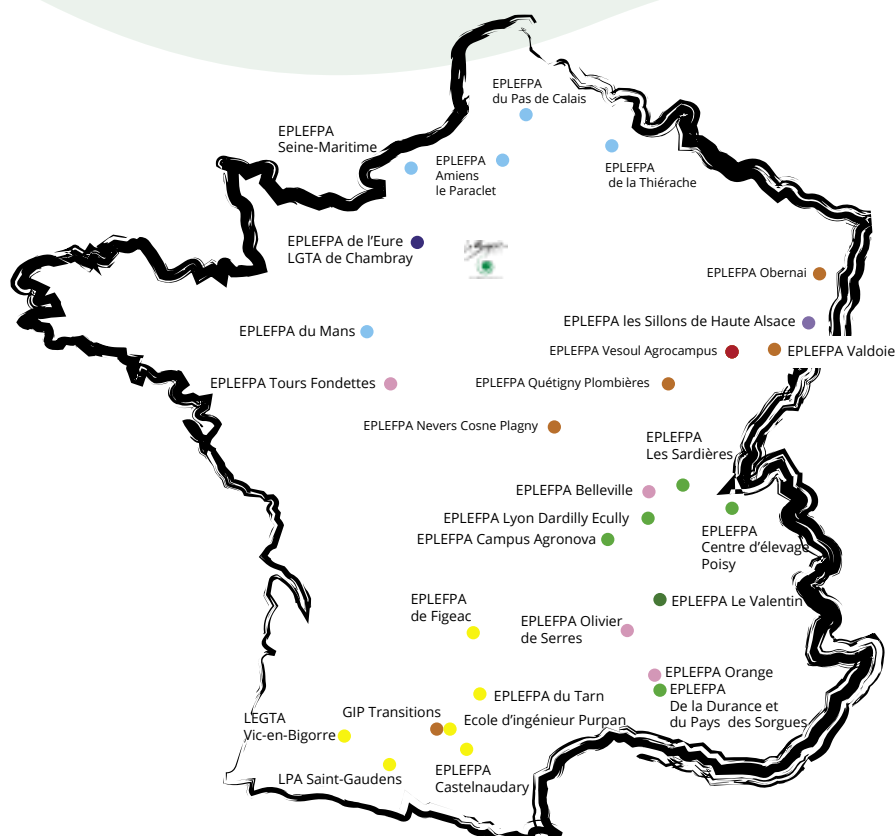 EPLEFPA
du Pas de Calais
EPLEFPA
Seine-Maritime
EPLEFPA
Amiens
le Paraclet
EPLEFPA
de la Thiérache
EPLEFPA de l'Eure
LGTA de Chambray
EPLEFPA Obernai
EPLEFPA les Sillons de Haute Alsace
EPLEFPA du Mans
EPLEFPA Vesoul Agrocampus
EPLEFPA Valdoie
EPLEFPA Tours Fondettes
EPLEFPA Quétigny Plombières
EPLEFPA Nevers Cosne Plagny
EPLEFPA
Les Sardières
EPLEFPA Belleville
EPLEFPA Lyon Dardilly Ecully
EPLEFPA Campus Agronova
EPLEFPA
Centre d'élevage
Poisy
EPLEFPA Le Valentin
EPLEFPA
de Figeac
EPLEFPA Olivier
de Serres
EPLEFPA Orange
EPLEFPA
De la Durance et
du Pays des Sorgues
EPLEFPA du Tarn
GIP Transitions
Ecole d'ingénieur Purpan
LEGTA
Vic-en-Bigorre
LPA Saint-Gaudens
EPLEFPA
Castelnaudary